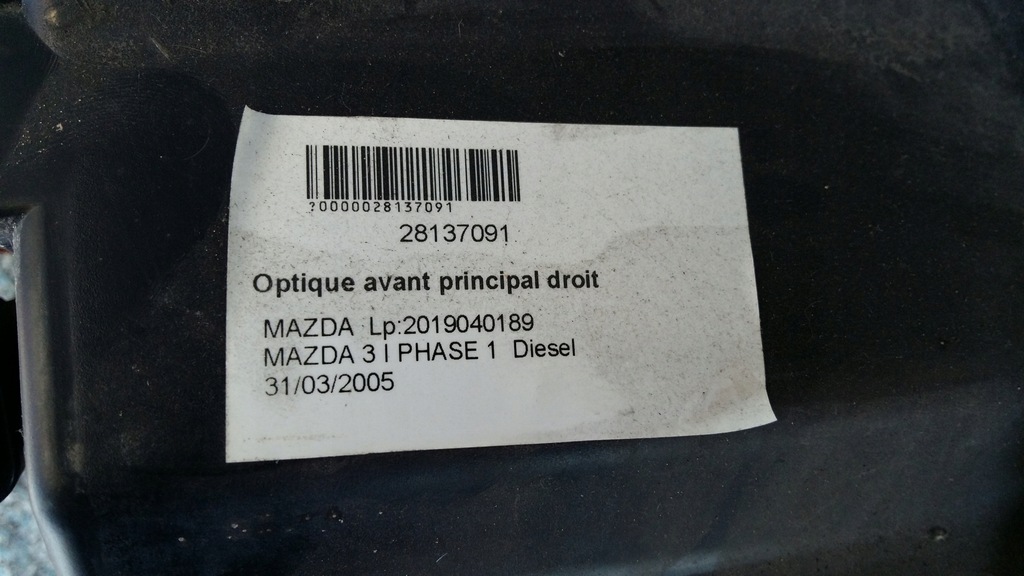 ?0000028137091
28137091
Optique avant principal droit
MAZDA Lp:2019040189
MAZDA 3 I PHASE 1 Diesel
31/03/2005